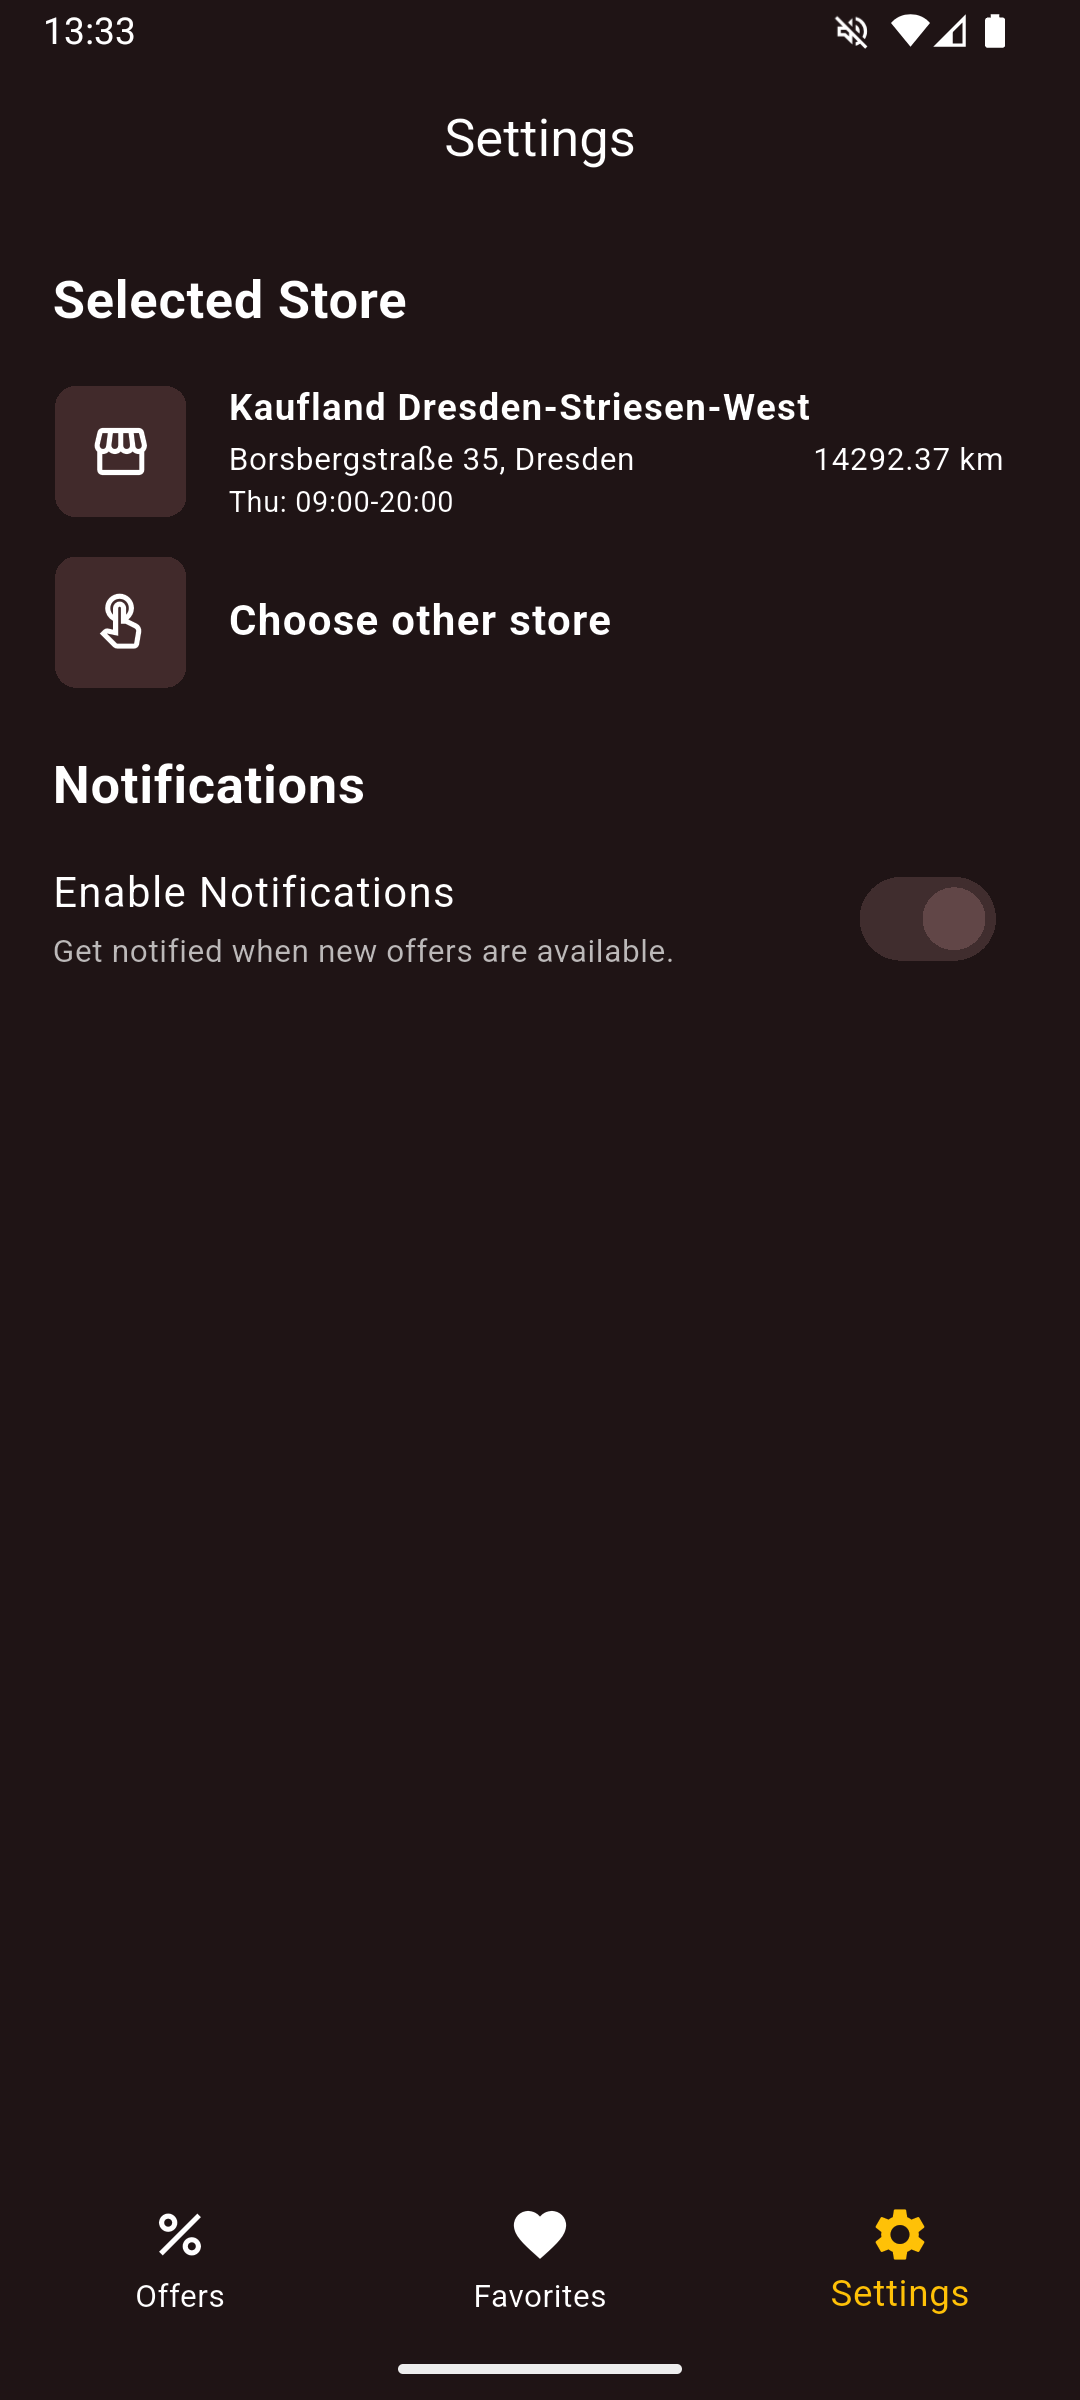 13:33
Settings
Selected Store
Kaufland Dresden-Striesen-West
Borsbergstraße 35, Dresden
14292.37 km
Thu: 09:00-20:00
Choose other store
Notifications
Enable Notifications
Get notified when new offers are available.
Offers
Favorites
Settings